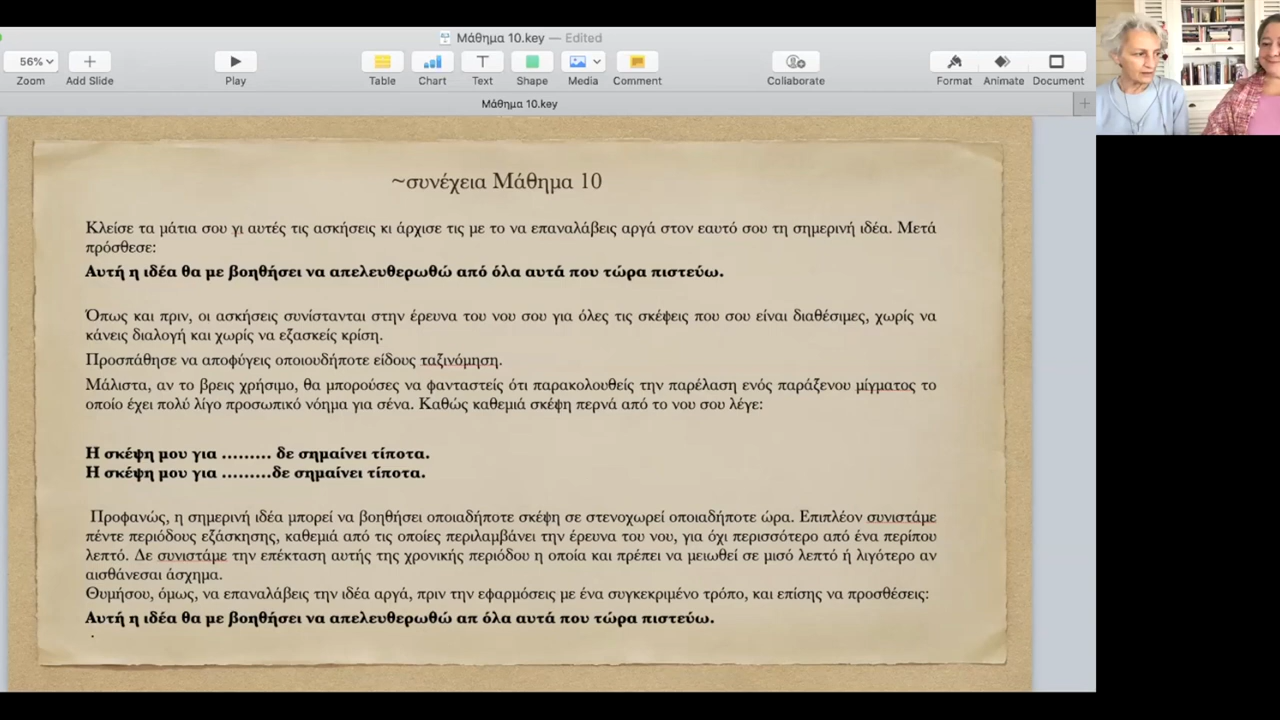 Μάθημα 10.key — Edited
56%
Zoom
Add Slide
Play
Table
Chart
Text
Shape
Media
Comment
Collaborate
Format
Animate
Document
Μάθημα 10.key
~συνέχεια Μάθημα 10
Κλείσε τα μάτια σου γι αυτές τις ασκήσεις κι άρχισε τις με το να επαναλάβεις αργά στον εαυτό σου τη σημερινή ιδέα. Μετά
πρόσθεσε:
Αυτή η ιδέα θα με βοηθήσει να απελευθερωθώ από όλα αυτά που τώρα πιστεύω.
Όπως και πριν, οι ασκήσεις συνίστανται στην έρευνα του νου σου για όλες τις σκέψεις που σου είναι διαθέσιμες, χωρίς να
κάνεις διαλογή και χωρίς να εξασκείς κρίση.
Προσπάθησε να αποφύγεις οποιουδήποτε είδους ταζινόμηση.
Μάλιστα, αν το βρεις χρήσιμο, θα μπορούσες να φανταστείς ότι παρακολουθείς την παρέλαση ενός παράξενου μίγματος το
οποίο έχει πολύ λίγο προσωπικό νόημα για σένα. Καθώς καθεμιά σκέψη περνά από το νου σου λέγε:
Η σκέψη μου για ......... δε σημαίνει τίποτα.
Η σκέψη μου για .........δε σημαίνει τίποτα.
Προφανώς, η σημερινή ιδέα μπορεί να βοηθήσει οποιαδήποτε σκέψη σε στενοχωρεί οποιαδήποτε ώρα. Επιπλέον συνιστάμε
πέντε περιόδους εξάσκησης, καθεμιά από τις οποίες περιλαμβάνει την έρευνα του νου, για όχι περισσότερο από ένα περίπου
λεπτό. Δε συνιστάμε την επέκταση αυτής της χρονικής περιόδου η οποία και πρέπει να μειωθεί σε μισό λεπτό ή λιγότερο αν
αισθάνεσαι άσχημα.
Θυμήσου, όμως, να επαναλάβεις την ιδέα αργά, πριν την εφαρμόσεις με ένα συγκεκριμένο τρόπο, και επίσης να προσθέσεις:
Αυτή η ιδέα θα με βοηθήσει να απελευθερωθώ απ όλα αυτά που τώρα πιστεύω.
.